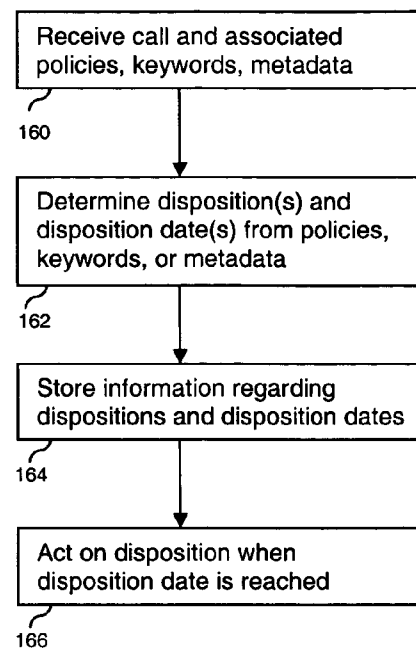 Receive call and associated
policies, keywords, metadata
160
Determine disposition(s) and
disposition date(s) from policies,
keywords, or metadata
162
Store information regarding
dispositions and disposition dates
164
Act on disposition when
disposition date is reached
166